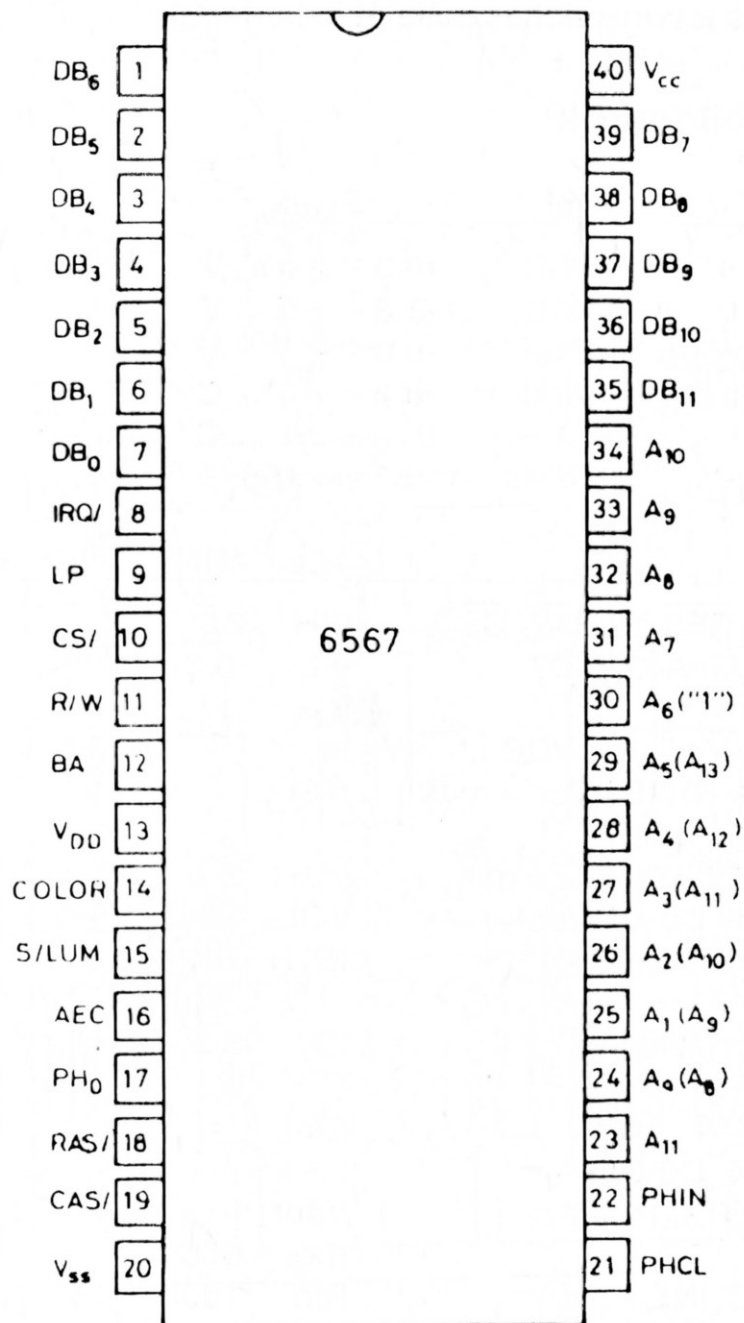 DB₆ 1
DB₅ 2
DB₄ 3
DB₃ 4
DB₂ 5
DB₁ 6
DB₀ 7
IRQ/ 8
LP 9
CS/ 10
R/W 11
BA 12
V_DD 13
COLOR 14
S/LUM 15
AEC 16
PH₀ 17
RAS/ 18
CAS/ 19
Vss 20
6567
40 Vcc
39 DB₇
38 DB₈
37 DB₉
36 DB₁₀
35 DB₁₁
34 A₁₀
33 A₉
32 A₈
31 A₇
30 A₆("1")
29 A₅(A₁₃)
28 A₄(A₁₂)
27 A₃(A₁₁)
26 A₂(A₁₀)
25 A₁(A₉)
24 A₉(A₈)
23 A₁₁
22 PHIN
21 PHCL